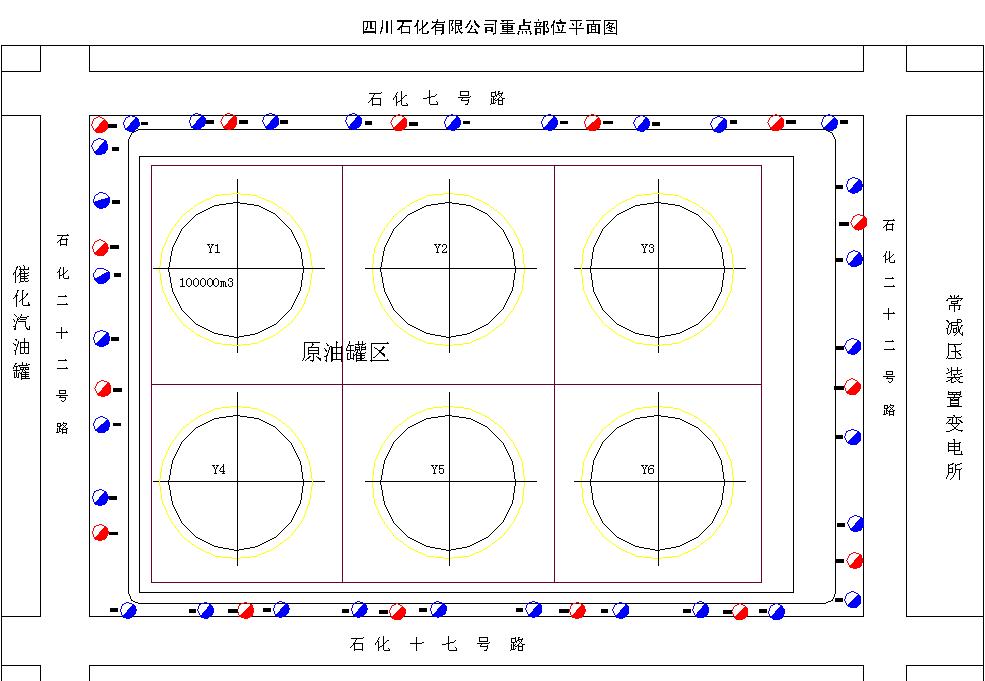 四川石化有限公司重点部位平面图
石化七号路
石化二十二号路
催化汽油罐
Y1
100000m3
Y2
Y3
原油罐区
Y4
Y5
Y6
石化二十二号路
常减压装置变电所
石化十七号路